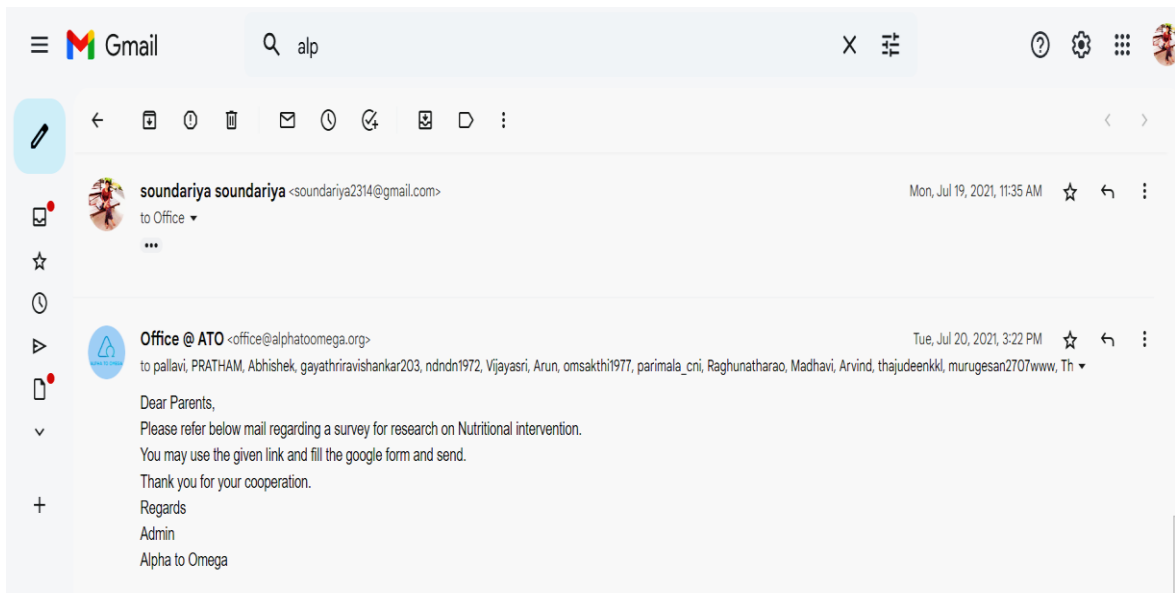 Gmail
alp
soundariya soundariya <soundariya2314@gmail.com>
Mon, Jul 19, 2021, 11:35 AM
to Office
Office @ ATO <office@alphatoomega.org>
Tue, Jul 20, 2021, 3:22 PM
to pallavi, PRATHAM, Abhishek, gayathriravishankar203, ndndn1972, Vijayasri, Arun, omsakthi1977, parimala_cni, Raghunatharao, Madhavi, Arvind, thajudeenkkl, murugesan2707www, Th
Dear Parents,
Please refer below mail regarding a survey for research on Nutritional intervention.
You may use the given link and fill the google form and send.
Thank you for your cooperation.
Regards
Admin
Alpha to Omega